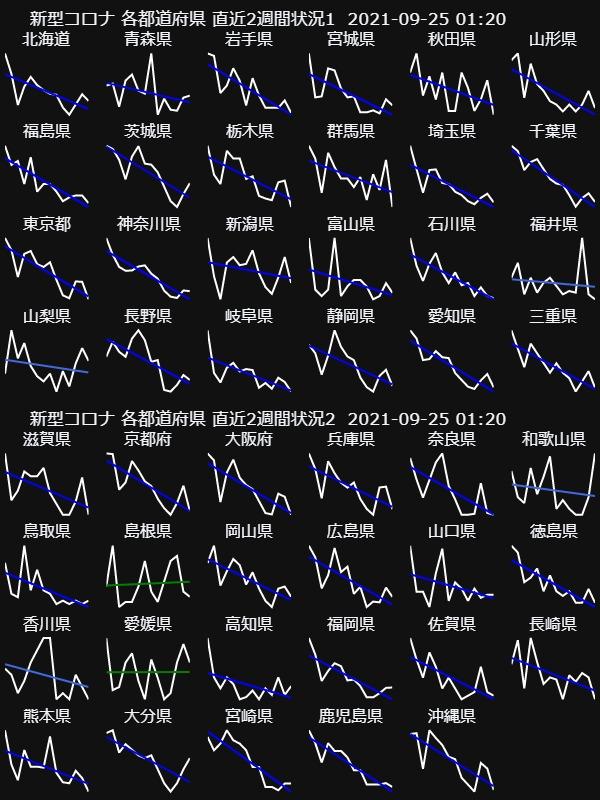 新型コロナ 各都道府県 直近2週間状況1 2021-09-25 01:20
北海道 青森県 岩手県 宮城県 秋田県 山形県
福島県 茨城県 栃木県 群馬県 埼玉県 千葉県
東京都 神奈川県 新潟県 富山県 石川県 福井県
山梨県 長野県 岐阜県 静岡県 愛知県 三重県
新型コロナ 各都道府県 直近2週間状況2 2021-09-25 01:20
滋賀県 京都府 大阪府 兵庫県 奈良県 和歌山県
鳥取県 島根県 岡山県 広島県 山口県 徳島県
香川県 愛媛県 高知県 福岡県 佐賀県 長崎県
熊本県 大分県 宮崎県 鹿児島県 沖縄県